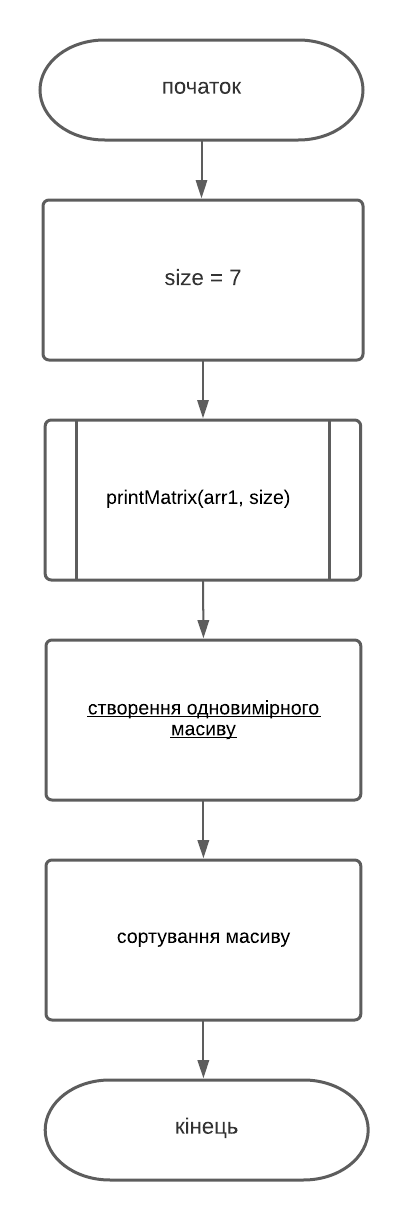 початок
size = 7
printMatrix(arr1, size)
створення одновимірного
масиву
сортування масиву
кінець